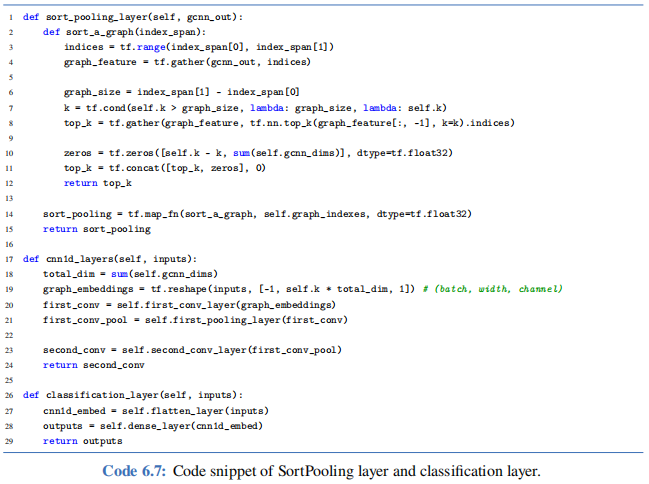 1 def sort_pooling_layer(self, gcnn_out):
2 def sort_a_graph(index_span):
3 indices = tf.range(index_span[0], index_span[1])
4 graph_feature = tf.gather(gcnn_out, indices)
5
6 graph_size = index_span[1] - index_span[0]
7 k = tf.cond(self.k > graph_size, lambda: graph_size, lambda: self.k)
8 top_k = tf.gather(graph_feature, tf.nn.top_k(graph_feature[:, -1], k=k).indices)
9
10 zeros = tf.zeros([self.k - k, sum(self.gcnn_dims)], dtype=tf.float32)
11 top_k = tf.concat([top_k, zeros], 0)
12 return top_k
13
14 sort_pooling = tf.map_fn(sort_a_graph, self.graph_indexes, dtype=tf.float32)
15 return sort_pooling
16
17 def cnn1d_layers(self, inputs):
18 total_dim = sum(self.gcnn_dims)
19 graph_embeddings = tf.reshape(inputs, [-1, self.k * total_dim, 1]) # (batch, width, channel)
20 first_conv = self.first_conv_layer(graph_embeddings)
21 first_conv_pool = self.first_pooling_layer(first_conv)
22
23 second_conv = self.second_conv_layer(first_conv_pool)
24 return second_conv
25
26 def classification_layer(self, inputs):
27 cnn1d_embed = self.flatten_layer(inputs)
28 outputs = self.dense_layer(cnn1d_embed)
29 return outputs
Code 6.7: Code snippet of SortPooling layer and classification layer.